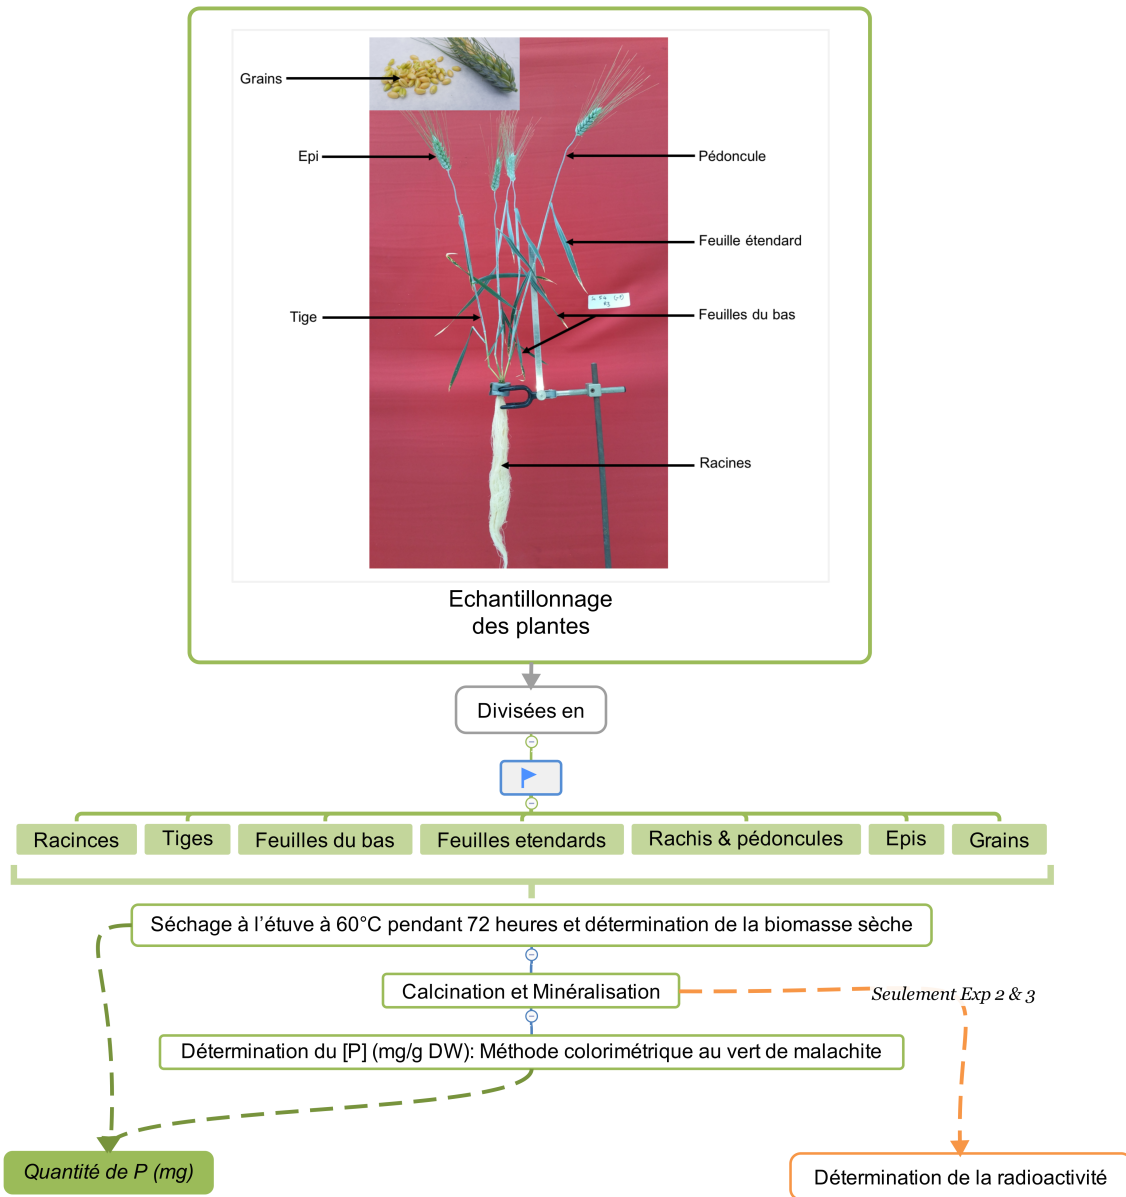 Grains
Epi
Pédoncule
Feuille étendard
Tige
Feuilles du bas
Racines
Echantillonnage
des plantes
Divisées en
Racinces
Tiges
Feuilles du bas
Feuilles etendards
Rachis & pédoncules
Epis
Grains
Séchage à l'étuve à 60°C pendant 72 heures et détermination de la biomasse sèche
Calcination et Minéralisation
Seulement Exp 2 & 3
Détermination du [P] (mg/g DW): Méthode colorimétrique au vert de malachite
Quantité de P (mg)
Détermination de la radioactivité